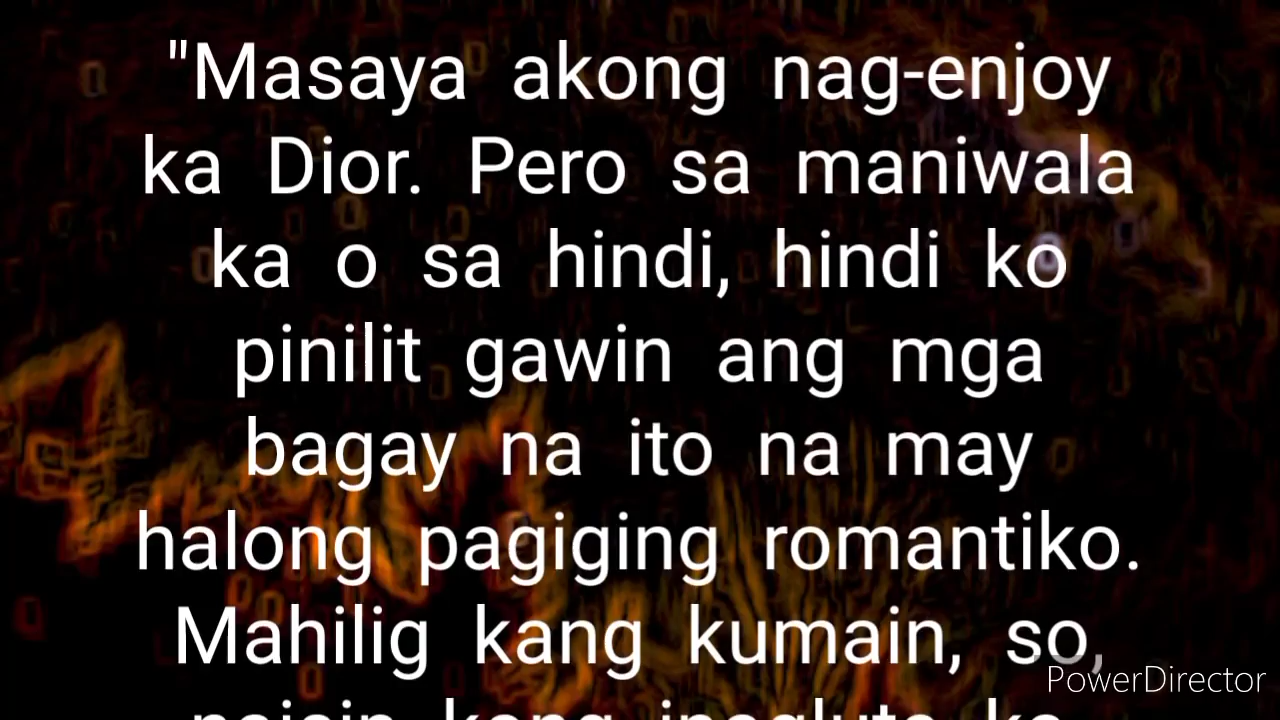 "Masaya akong nag-enjoy
ka Dior. Pero sa maniwala
ka o sa hindi, hindi ko
pinilit gawin ang mga
bagay na ito na may
halong pagiging romantiko.
Mahilig kang kumain, so,
PowerDirector